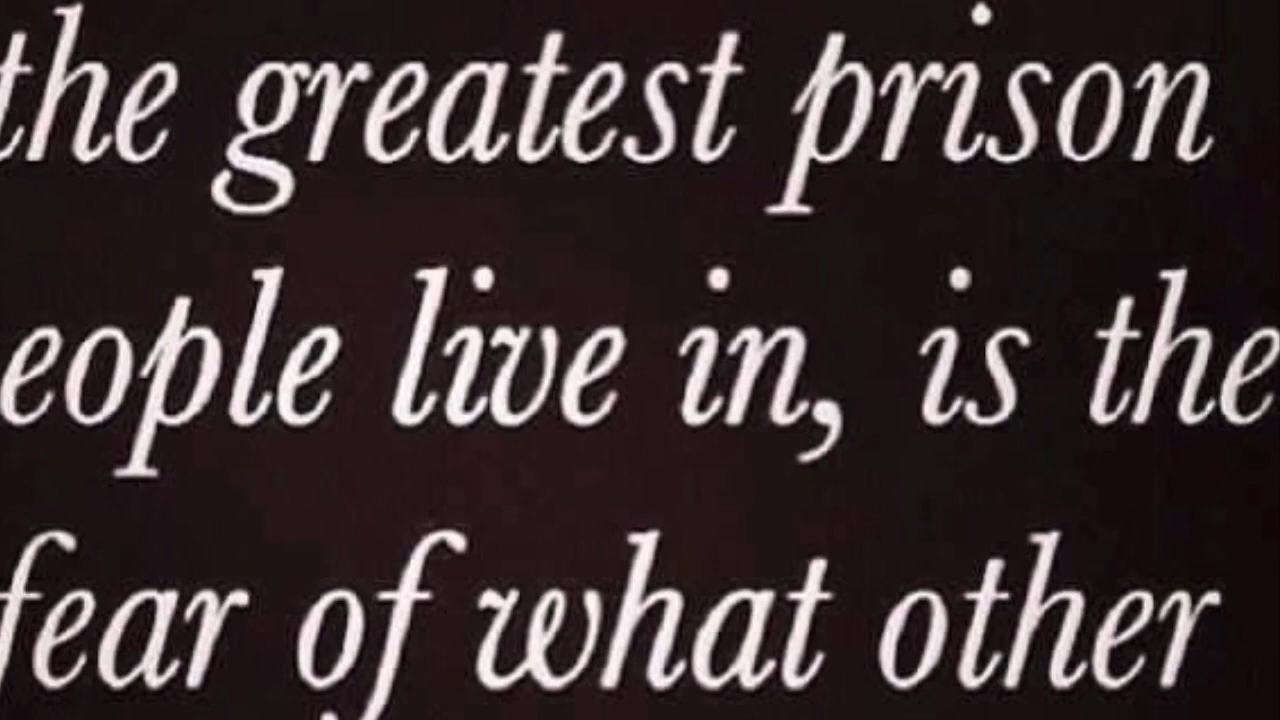 the greatest prison
eople live in, is the
fear of what other